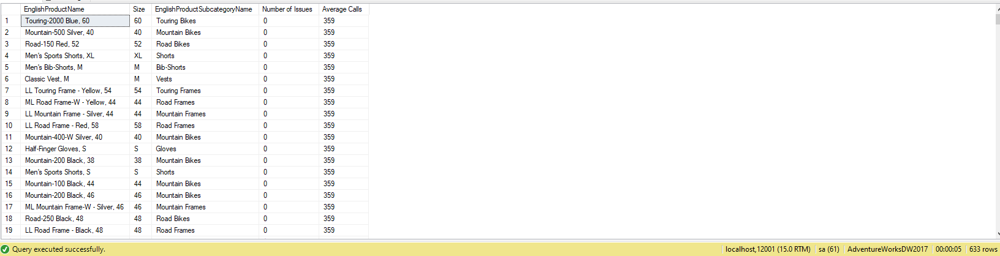 EnglishProductName Size EnglishProductSubcategoryName Number of Issues Average Calls
1 Touring-2000 Blue, 60 60 Touring Bikes 0 359
2 Mountain-500 Silver, 40 40 Mountain Bikes 0 359
3 Road-150 Red, 52 52 Road Bikes 0 359
4 Men's Sports Shorts, XL XL Shorts 0 359
5 Men's Bib-Shorts, M M Bib-Shorts 0 359
6 Classic Vest, M M Vests 0 359
7 LL Touring Frame - Yellow, 54 54 Touring Frames 0 359
8 ML Road Frame-W - Yellow, 44 44 Road Frames 0 359
9 LL Mountain Frame - Silver, 44 44 Mountain Frames 0 359
10 LL Road Frame - Red, 58 58 Road Frames 0 359
11 Mountain-400-W Silver, 40 40 Mountain Bikes 0 359
12 Half-Finger Gloves, S S Gloves 0 359
13 Mountain-200 Black, 38 38 Mountain Bikes 0 359
14 Men's Sports Shorts, S S Shorts 0 359
15 Mountain-100 Black, 44 44 Mountain Bikes 0 359
16 Mountain-200 Black, 46 46 Mountain Bikes 0 359
17 ML Mountain Frame-W - Silver, 46 46 Mountain Frames 0 359
18 Road-250 Black, 48 48 Road Bikes 0 359
19 LL Road Frame - Black, 48 48 Road Frames 0 359
Query executed successfully. localhost,12001 (15.0 RTM) sa (61) AdventureWorksDW2017 00:00:05 633 rows